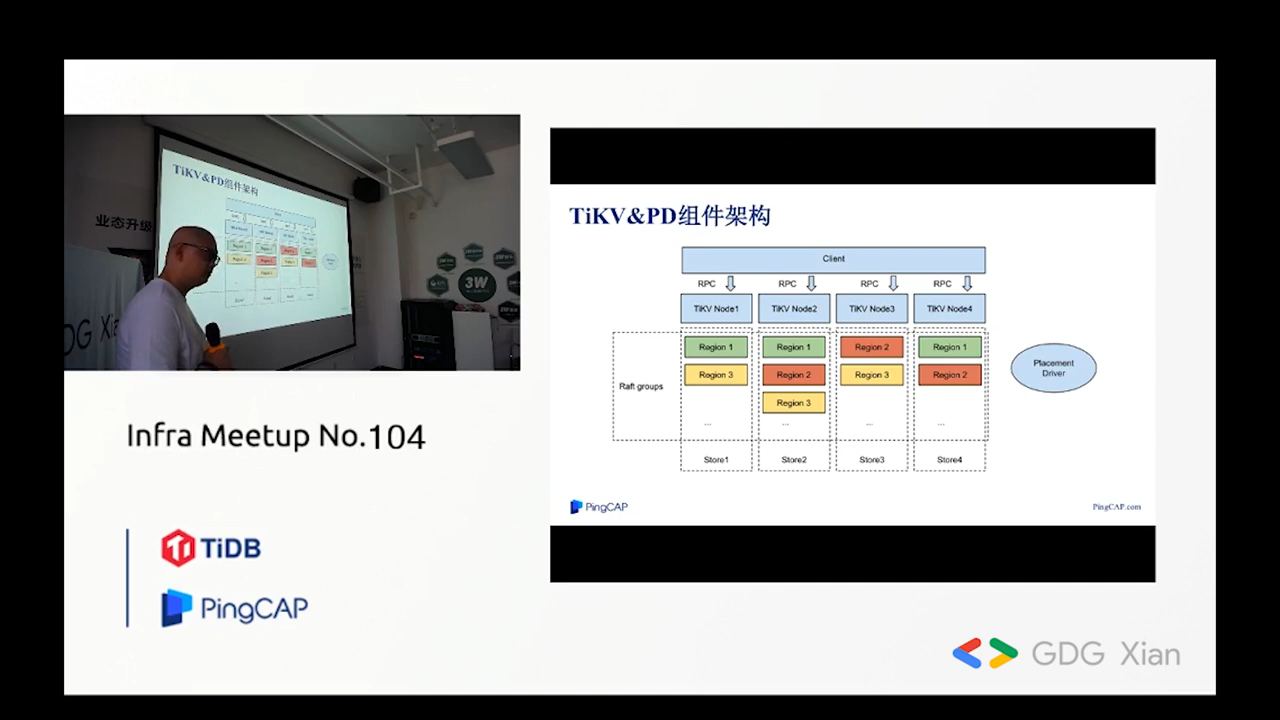 TiKV&PD组件架构
业态升级
3W
GDG Xia
Infra Meetup No.104
TiDB
PingCAP
TiKV&PD组件架构
Client
RPC
RPC
RPC
RPC
TiKV Node1
TiKV Node2
TiKV Node3
TiKV Node4
Raft groups
Region 1
Region 3
...
Store1
Region 1
Region 2
Region 3
...
Store2
Region 2
Region 3
...
Store3
Region 1
Region 2
...
Store4
Placement
Driver
PingCAP
PingCAP.com
GDG Xian